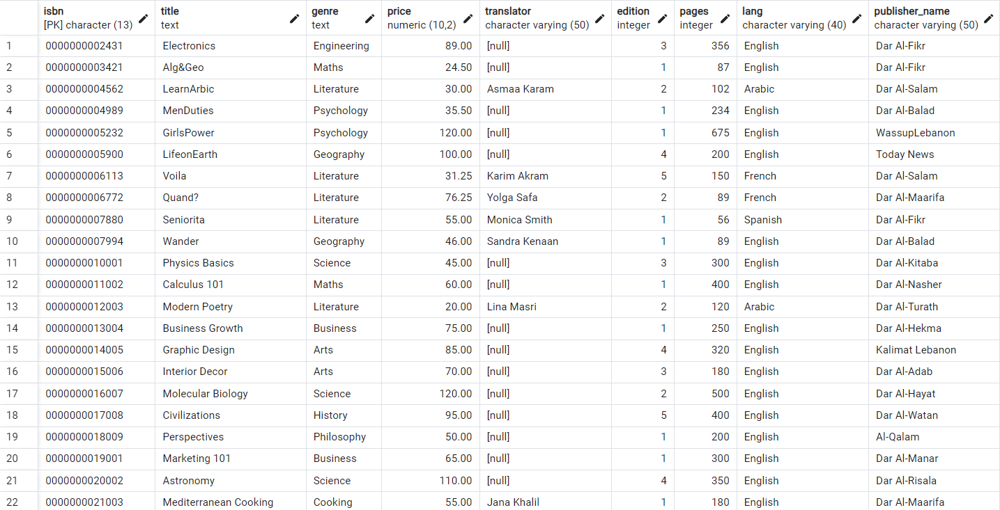 isbn title genre price translator edition pages lang publisher_name
[PK] character (13) text text numeric (10,2) character varying (50) integer integer character varying (40) character varying (50)
1 0000000002431 Electronics Engineering 89.00 [null] 3 356 English Dar Al-Fikr
2 0000000003421 Alg&Geo Maths 24.50 [null] 1 87 English Dar Al-Fikr
3 0000000004562 LearnArbic Literature 30.00 Asmaa Karam 2 102 Arabic Dar Al-Salam
4 0000000004989 MenDuties Psychology 35.50 [null] 1 234 English Dar Al-Balad
5 0000000005232 GirlsPower Psychology 120.00 [null] 1 675 English WassupLebanon
6 0000000005900 LifeonEarth Geography 100.00 [null] 4 200 English Today News
7 0000000006113 Voila Literature 31.25 Karim Akram 5 150 French Dar Al-Salam
8 0000000006772 Quand? Literature 76.25 Yolga Safa 2 89 French Dar Al-Maarifa
9 0000000007880 Seniorita Literature 55.00 Monica Smith 1 56 Spanish Dar Al-Fikr
10 0000000007994 Wander Geography 46.00 Sandra Kenaan 1 89 English Dar Al-Balad
11 0000000010001 Physics Basics Science 45.00 [null] 3 300 English Dar Al-Kitaba
12 0000000011002 Calculus 101 Maths 60.00 [null] 1 400 English Dar Al-Nasher
13 0000000012003 Modern Poetry Literature 20.00 Lina Masri 2 120 Arabic Dar Al-Turath
14 0000000013004 Business Growth Business 75.00 [null] 1 250 English Dar Al-Hekma
15 0000000014005 Graphic Design Arts 85.00 [null] 4 320 English Kalimat Lebanon
16 0000000015006 Interior Decor Arts 70.00 [null] 3 180 English Dar Al-Adab
17 0000000016007 Molecular Biology Science 120.00 [null] 2 500 English Dar Al-Hayat
18 0000000017008 Civilizations History 95.00 [null] 5 400 English Dar Al-Watan
19 0000000018009 Perspectives Philosophy 50.00 [null] 1 200 English Al-Qalam
20 0000000019001 Marketing 101 Business 65.00 [null] 1 300 English Dar Al-Manar
21 0000000020002 Astronomy Science 110.00 [null] 4 350 English Dar Al-Risala
22 0000000021003 Mediterranean Cooking Cooking 55.00 Jana Khalil 1 180 English Dar Al-Maarifa